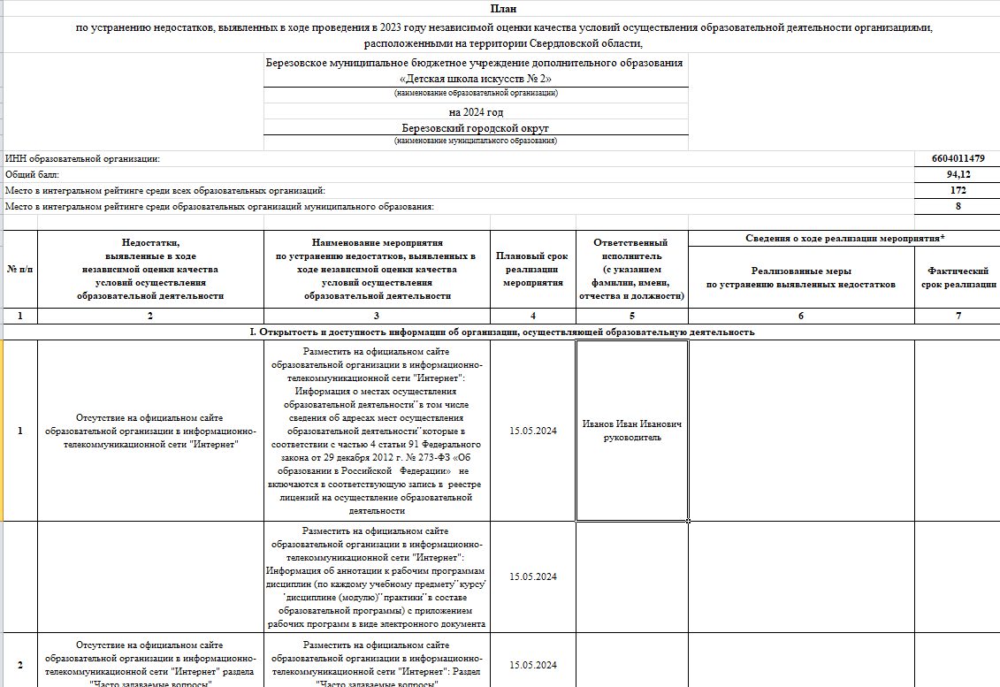 План
по устранению недостатков, выявленных в ходе проведения в 2023 году независимой оценки качества условий осуществления образовательной деятельности организациями,
расположенными на территории Свердловской области,
Березовское муниципальное бюджетное учреждение дополнительного образования
«Детская школа искусств № 2»
(наименование образовательной организации)
на 2024 год
Березовский городской округ
(наименование муниципального образования)
ИНН образовательной организации:
6604011479
Общий балл:
94,12
Место в интегральном рейтинге среди всех образовательных организаций:
172
Место в интегральном рейтинге среди образовательных организаций муниципального образования:
8
№ п/п
Недостатки,
выявленные в ходе
независимой оценки качества
условий осуществления
образовательной деятельности
Наименование мероприятия
по устранению недостатков, выявленных в
ходе независимой оценки качества
условий осуществления
образовательной деятельности
Плановый срок
реализации
мероприятия
Ответственный
исполнитель
(с указанием
фамилии, имени,
отчества и должности)
Сведения о ходе реализации мероприятия*
Реализованные меры
по устранению выявленных недостатков
Фактический
срок реализации
1
2
3
4
5
6
7
I. Открытость и доступность информации об организации, осуществляющей образовательную деятельность
1
Отсутствие на официальном сайте
образовательной организации в информационно-
телекоммуникационной сети "Интернет"
Разместить на официальном сайте
образовательной организации в информационно-
телекоммуникационной сети "Интернет":
Информация о местах осуществления
образовательной деятельности'' в том числе
сведения об адресах мест осуществления
образовательной деятельности'' которые в
соответствии с частью 4 статьи 91 Федерального
закона от 29 декабря 2012 г. № 273-ФЗ «Об
образовании в Российской Федерации» не
включаются в соответствующую запись в реестре
лицензий на осуществление образовательной
деятельности
15.05.2024
Иванов Иван Иванович
руководитель
Разместить на официальном сайте
образовательной организации в информационно-
телекоммуникационной сети "Интернет":
Информация об аннотации к рабочим программам
дисциплин (по каждому учебному предмету'' курсу'
'дисциплине (модулю)'' практики'' в составе
образовательной программы) с приложением
рабочих программ в виде электронного документа
15.05.2024
2
Отсутствие на официальном сайте
образовательной организации в информационно-
телекоммуникационной сети "Интернет" раздела
"Часто задаваемые вопросы"
Разместить на официальном сайте
образовательной организации в информационно-
телекоммуникационной сети "Интернет": Раздел
"Часто задаваемые вопросы"
15.05.2024